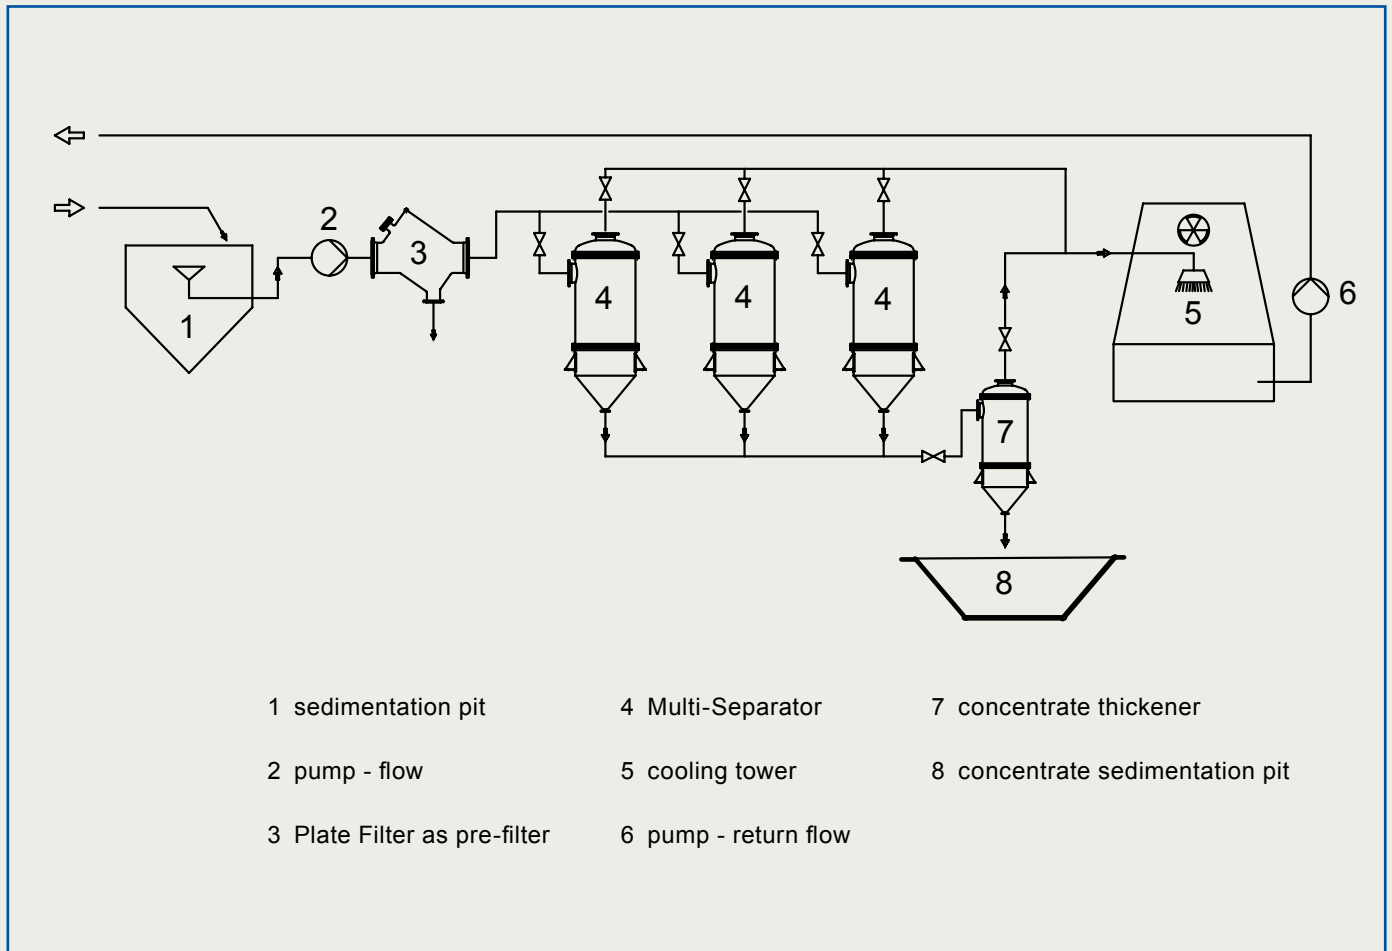 2
3
1
4
4
4
5
6
7
8
1 sedimentation pit
2 pump - flow
3 Plate Filter as pre-filter
4 Multi-Separator
5 cooling tower
6 pump - return flow
7 concentrate thickener
8 concentrate sedimentation pit